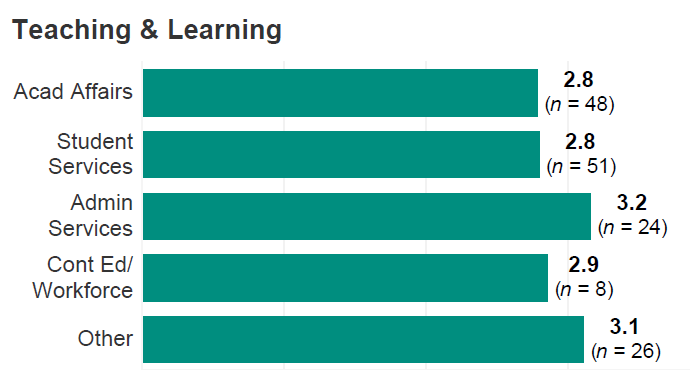 Teaching & Learning
Acad Affairs
2.8
(n = 48)
Student
Services
2.8
(n = 51)
Admin
Services
3.2
(n = 24)
Cont Ed/
Workforce
2.9
(n = 8)
Other
3.1
(n = 26)